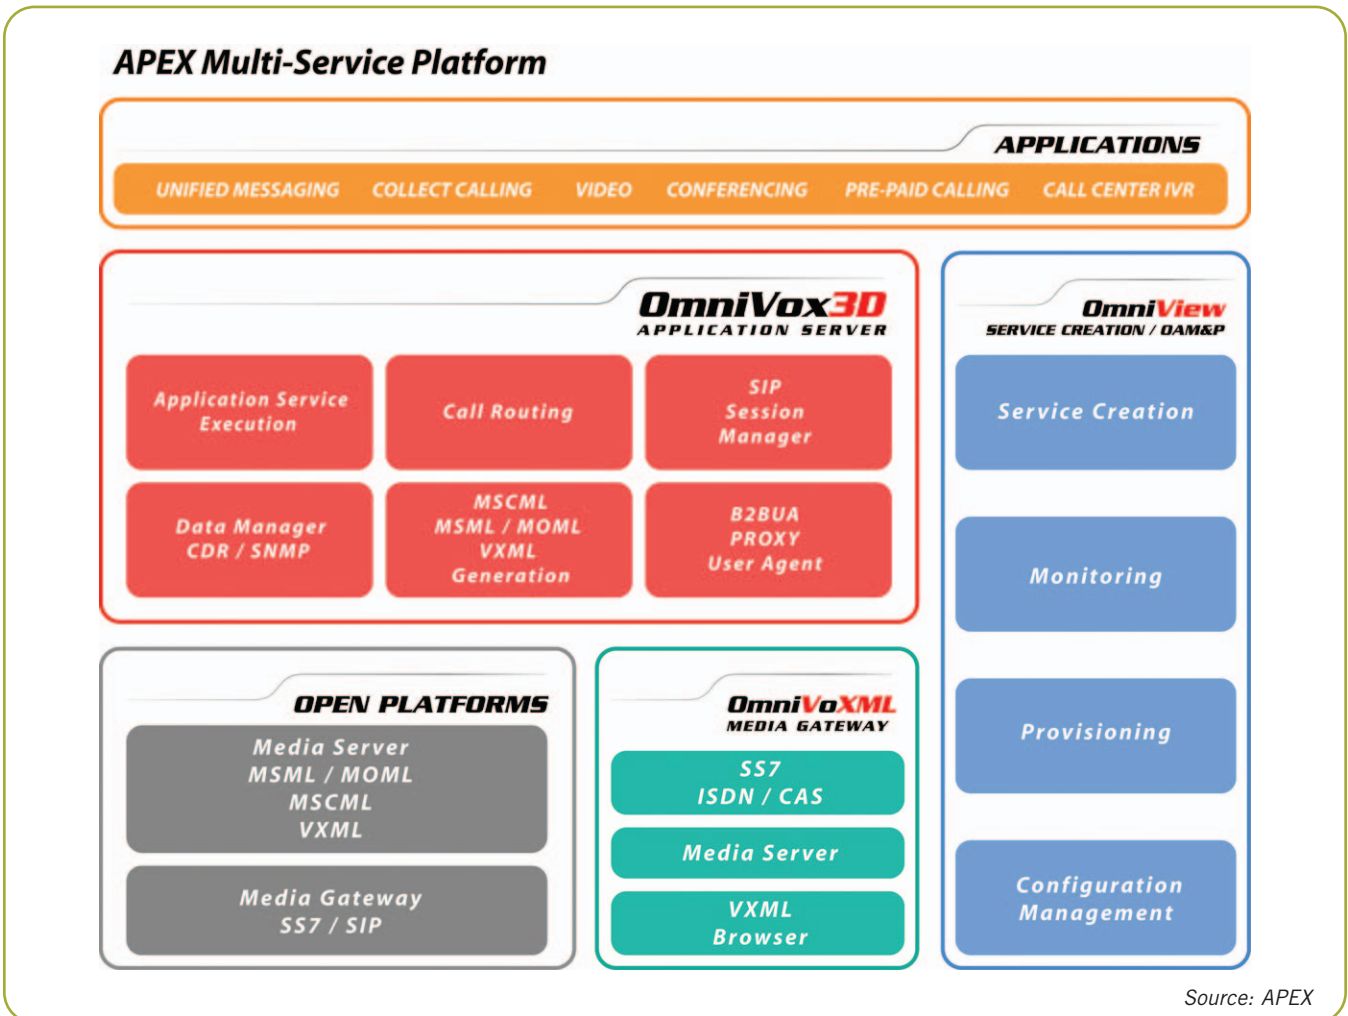 APEX Multi-Service Platform
APPLICATIONS
UNIFIED MESSAGING COLLECT CALLING VIDEO CONFERENCING PRE-PAID CALLING CALL CENTER IVR
OmniVox3D
APPLICATION SERVER
Application Service
Execution
Call Routing
SIP
Session
Manager
Data Manager
CDR / SNMP
MSCML
MSML / MOML
VXML
Generation
B2BUA
PROXY
User Agent
OmniView
SERVICE CREATION / OAM&P
Service Creation
Monitoring
Provisioning
Configuration
Management
OPEN PLATFORMS
Media Server
MSML / MOML
MSCML
VXML
Media Gateway
SS7 / SIP
OmniVoXML
MEDIA GATEWAY
SS7
ISDN / CAS
Media Server
VXML
Browser
Source: APEX